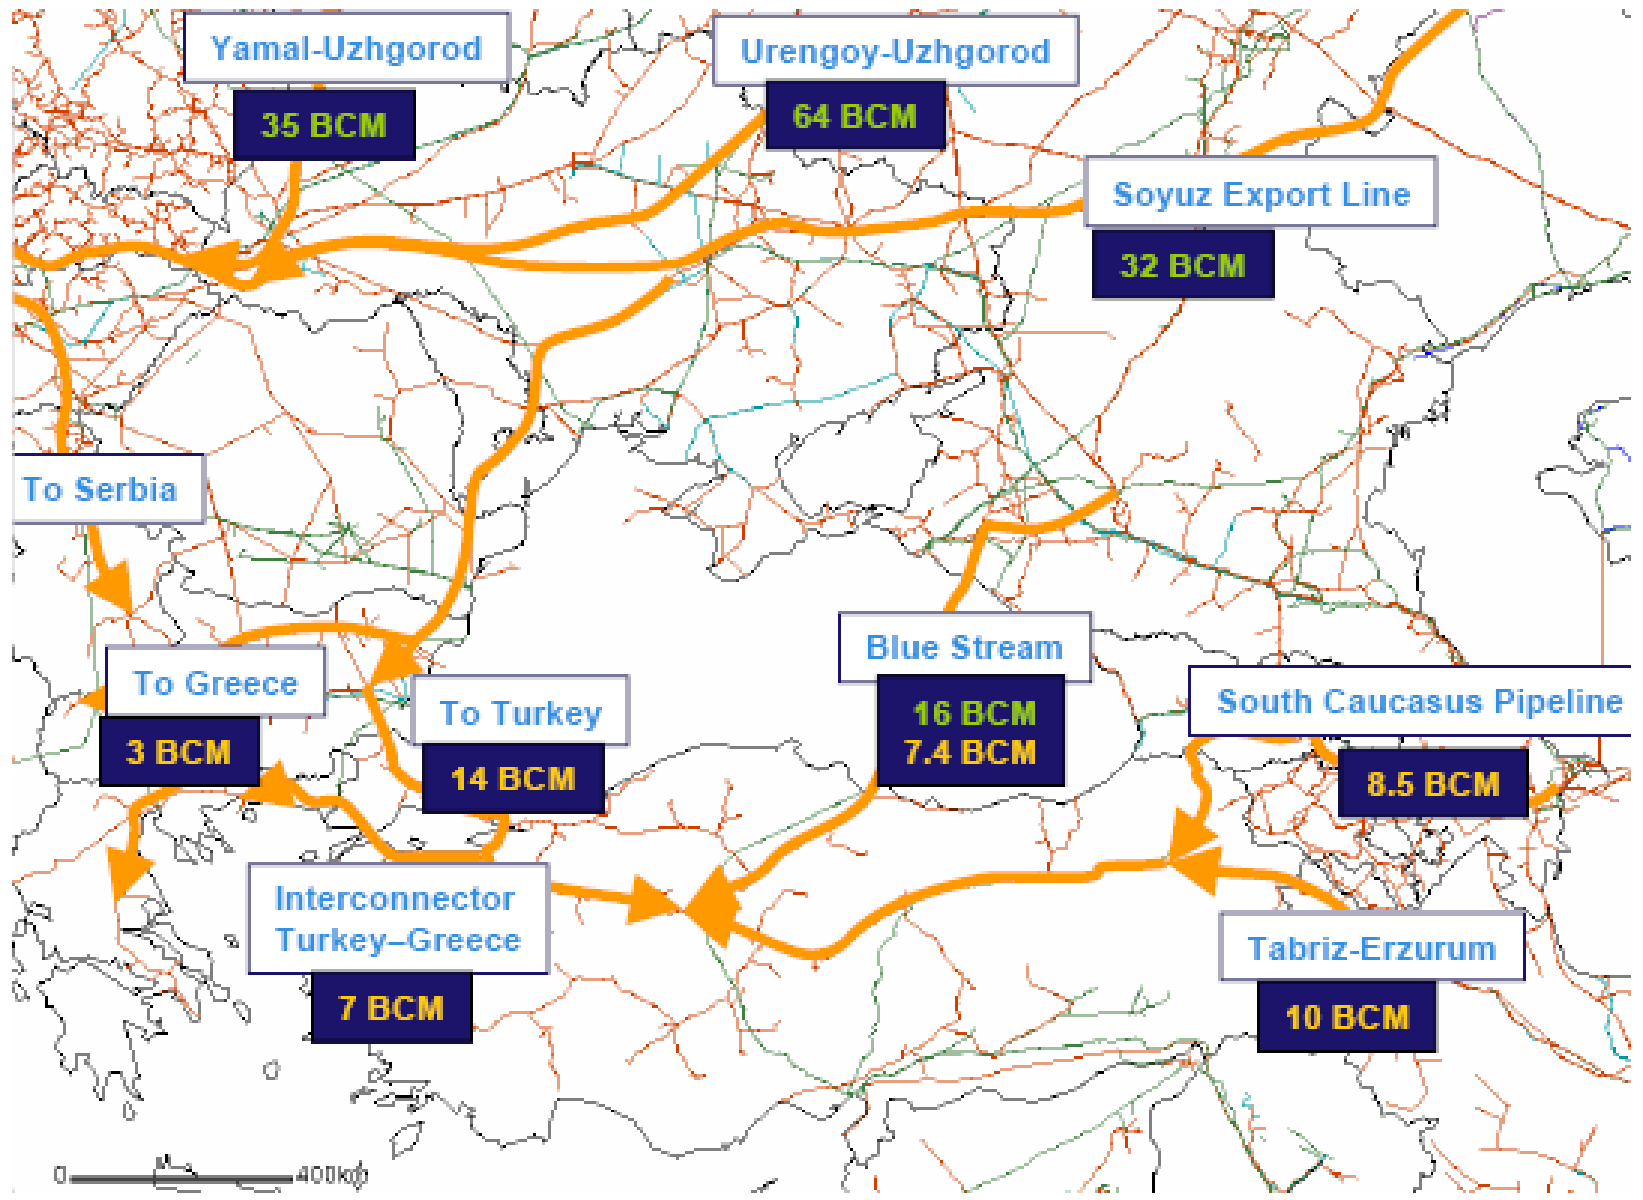 Yamal-Uzhgorod
35 BCM
Urengoy-Uzhgorod
64 BCM
Soyuz Export Line
32 BCM
To Serbia
Blue Stream
16 BCM
7.4 BCM
To Greece
3 BCM
To Turkey
14 BCM
South Caucasus Pipeline
8.5 BCM
Interconnector
Turkey–Greece
7 BCM
Tabriz-Erzurum
10 BCM
0
400km